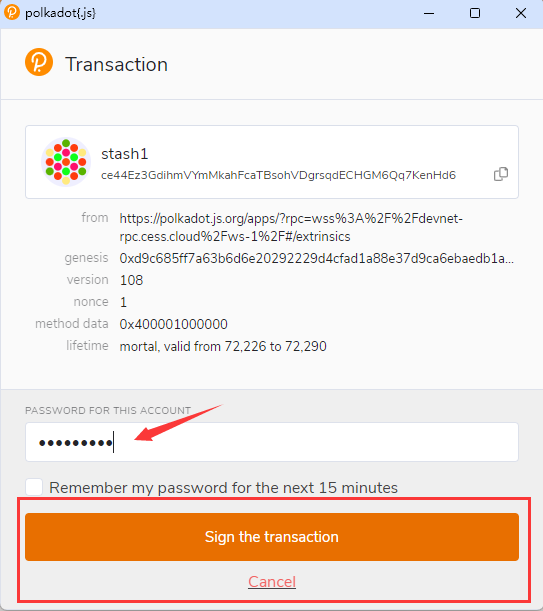 polkadot{.js}
Transaction
stash1
ce44Ez3GdihmVYmMkahFcaTBsohVDgrsqdECHGM6Qq7KenHd6
from https://polkadot.js.org/apps/?rpc=wss%3A%2F%2Fdevnet-
rpc.cess.cloud%2Fws-1%2F#/extrinsics
genesis 0xd9c685ff7a63b6d6e20292229d4cfad1a88e37d9ca6ebaedb1a...
version 108
nonce 1
method data 0x400001000000
lifetime mortal, valid from 72,226 to 72,290
PASSWORD FOR THIS ACCOUNT
•••••••••
Remember my password for the next 15 minutes
Sign the transaction
Cancel